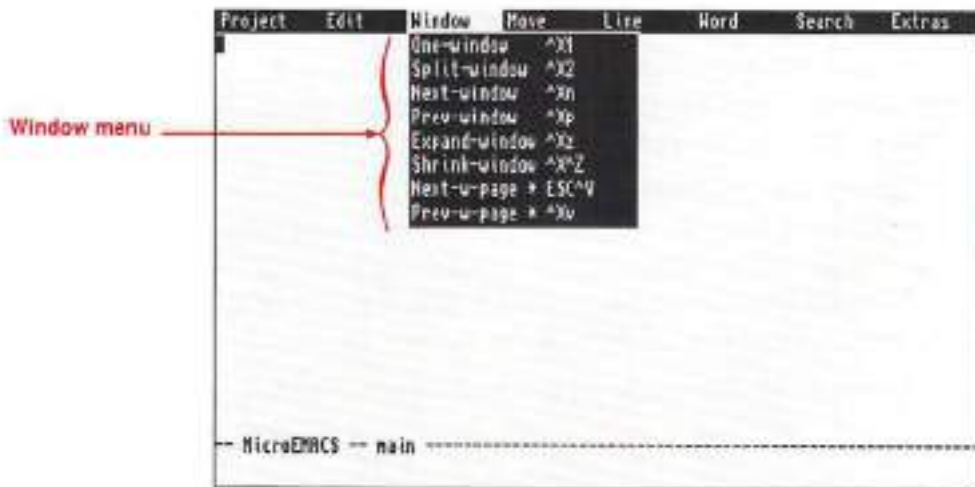 Project Edit Window Move Line Word Search Extras
One-window ^X1
Split-window ^X2
Next-window ^Xn
Prev-window ^Xp
Expand-window ^Xz
Shrink-window ^X^Z
Next-w-page * ESC^V
Prev-w-page * ^Xv
Window menu
-- MicroEMACS -- main --------------------------------